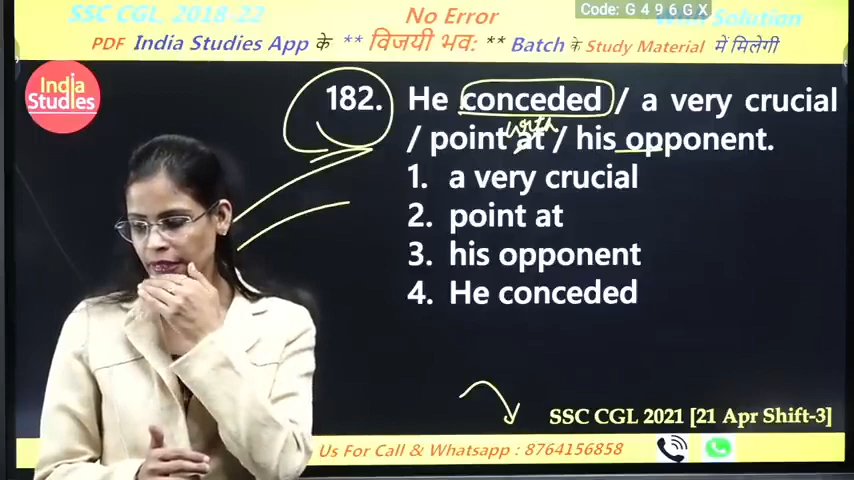 SSC CGL, 2018-22
No Error
Code: G 4 9 6 G X
With Solution
PDF India Studies App के ** विजयी भव: ** Batch के Study Material में मिलेगी
India
Studies
182. He conceded / a very crucial
with
/ point at / his opponent.
1. a very crucial
2. point at
3. his opponent
4. He conceded
SSC CGL 2021 [21 Apr Shift-3]
Us For Call & Whatsapp : 8764156858